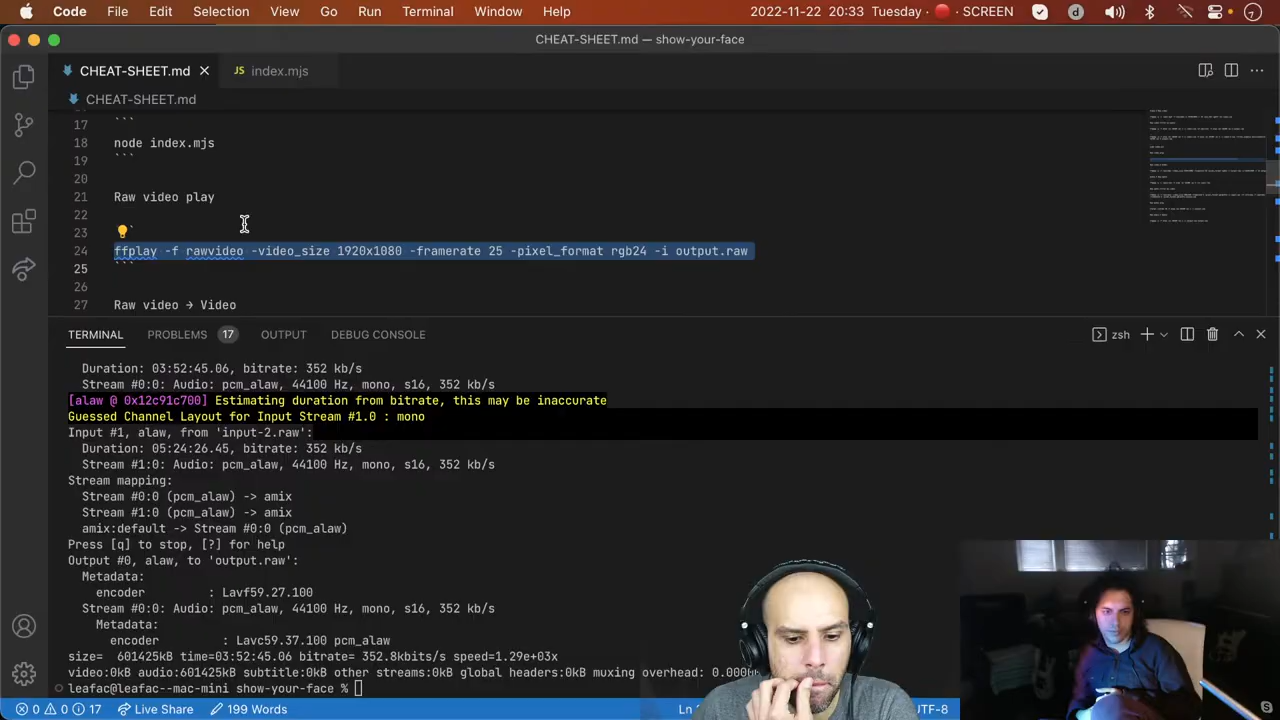 Code File Edit Selection View Go Run Terminal Window Help 2022-11-22 20:33 Tuesday SCREEN
CHEAT-SHEET.md — show-your-face
CHEAT-SHEET.md JS index.mjs
CHEAT-SHEET.md
17 ```
18 node index.mjs
19 ```
20
21 Raw video play
22
23
24 ffplay -f rawvideo -video_size 1920x1080 -framerate 25 -pixel_format rgb24 -i output.raw
25 ```
26
27 Raw video → Video
TERMINAL PROBLEMS 17 OUTPUT DEBUG CONSOLE zsh
Duration: 03:52:45.06, bitrate: 352 kb/s
Stream #0:0: Audio: pcm_alaw, 44100 Hz, mono, s16, 352 kb/s
[alaw @ 0x12c91c700] Estimating duration from bitrate, this may be inaccurate
Guessed Channel Layout for Input Stream #1.0 : mono
Input #1, alaw, from 'input-2.raw':
Duration: 05:24:26.45, bitrate: 352 kb/s
Stream #1:0: Audio: pcm_alaw, 44100 Hz, mono, s16, 352 kb/s
Stream mapping:
Stream #0:0 (pcm_alaw) -> amix
Stream #1:0 (pcm_alaw) -> amix
amix:default -> Stream #0:0 (pcm_alaw)
Press [q] to stop, [?] for help
Output #0, alaw, to 'output.raw':
Metadata:
encoder : Lavf59.27.100
Stream #0:0: Audio: pcm_alaw, 44100 Hz, mono, s16, 352 kb/s
Metadata:
encoder : Lavc59.37.100 pcm_alaw
size= 601425kB time=03:52:45.06 bitrate= 352.8kbits/s speed=1.29e+03x
video:0kB audio:601425kB subtitle:0kB other streams:0kB global headers:0kB muxing overhead: 0.0000
leafac@leafac--mac-mini show-your-face %
0 0 17 Live Share 199 Words Ln UTF-8